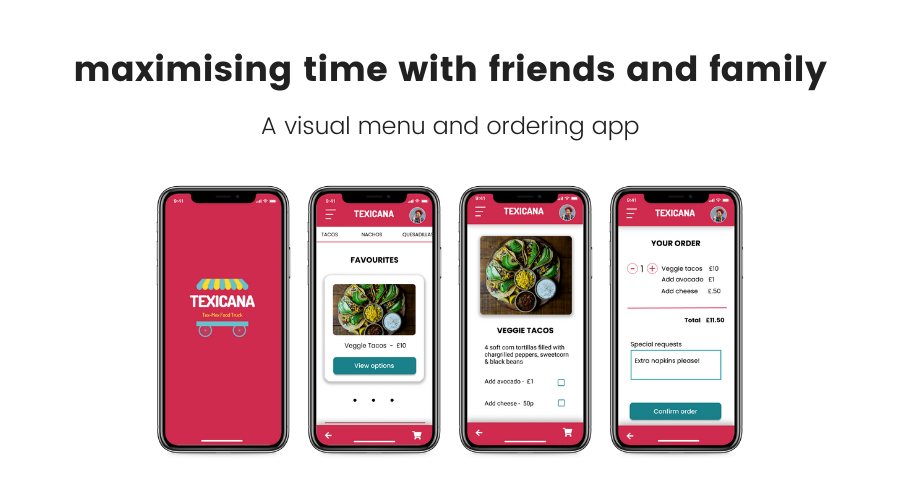 maximising time with friends and family
A visual menu and ordering app
9:41
TEXICANA
Tex-Mex Food Truck
9:41
TEXICANA
TACOS NACHOS QUESADILLAS
FAVOURITES
Veggie Tacos - £10
View options
9:41
TEXICANA
VEGGIE TACOS
4 soft corn tortillas filled with
chargrilled peppers, sweetcorn
& black beans
Add avocado - £1
Add cheese - 50p
9:41
TEXICANA
YOUR ORDER
- 1 + Veggie tacos £10
Add avocado £1
Add cheese £.50
Total £11.50
Special requests
Extra napkins please!
Confirm order